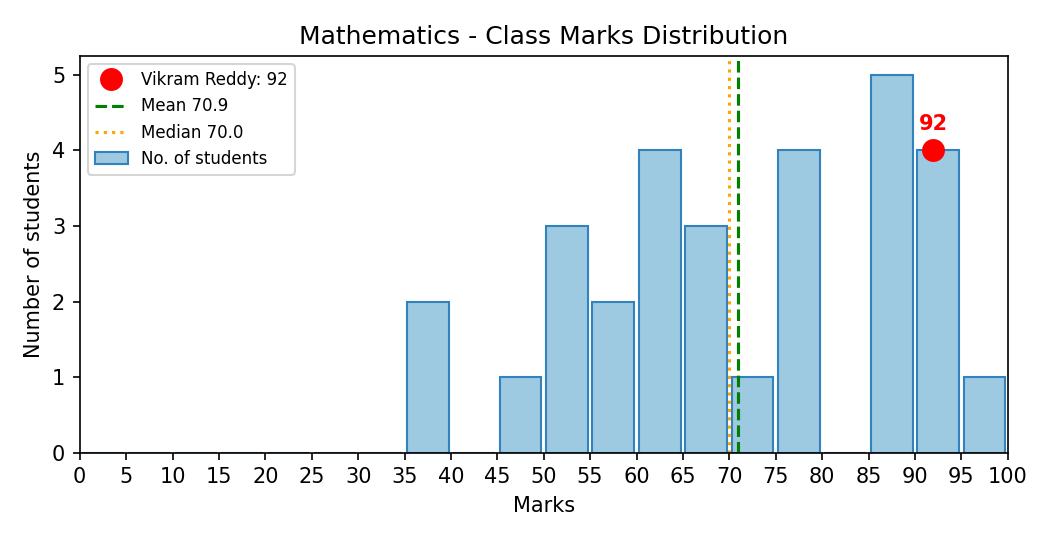 Mathematics - Class Marks Distribution
Vikram Reddy: 92
Mean 70.9
Median 70.0
No. of students
92
Number of students
5
4
3
2
1
0
0 5 10 15 20 25 30 35 40 45 50 55 60 65 70 75 80 85 90 95 100
Marks